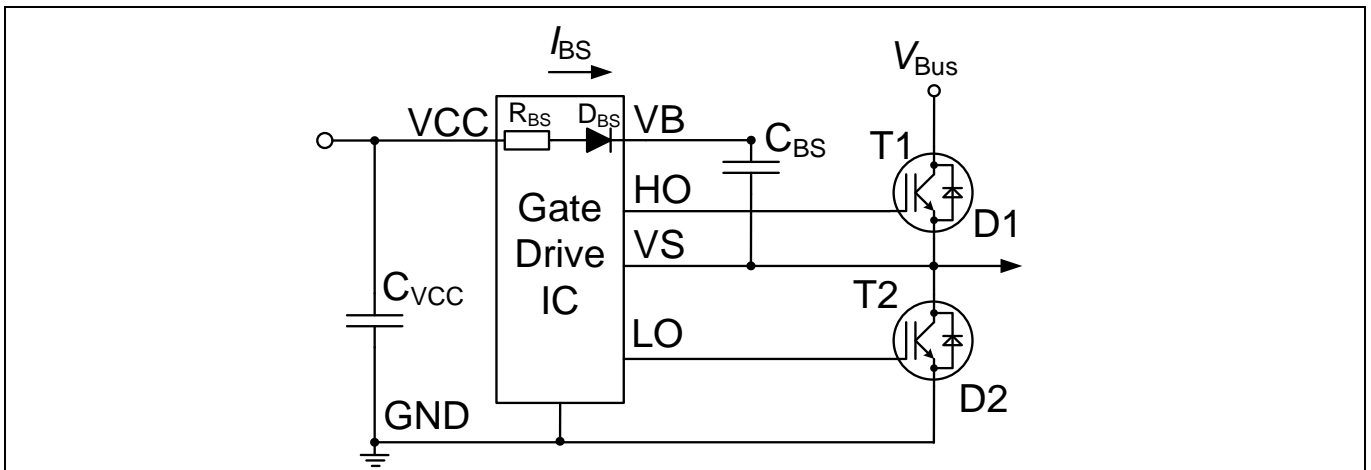 I_BS
V_Bus
VCC
R_BS
D_BS
VB
C_BS
T1
HO
D1
Gate
Drive
IC
VS
C_VCC
T2
LO
D2
GND